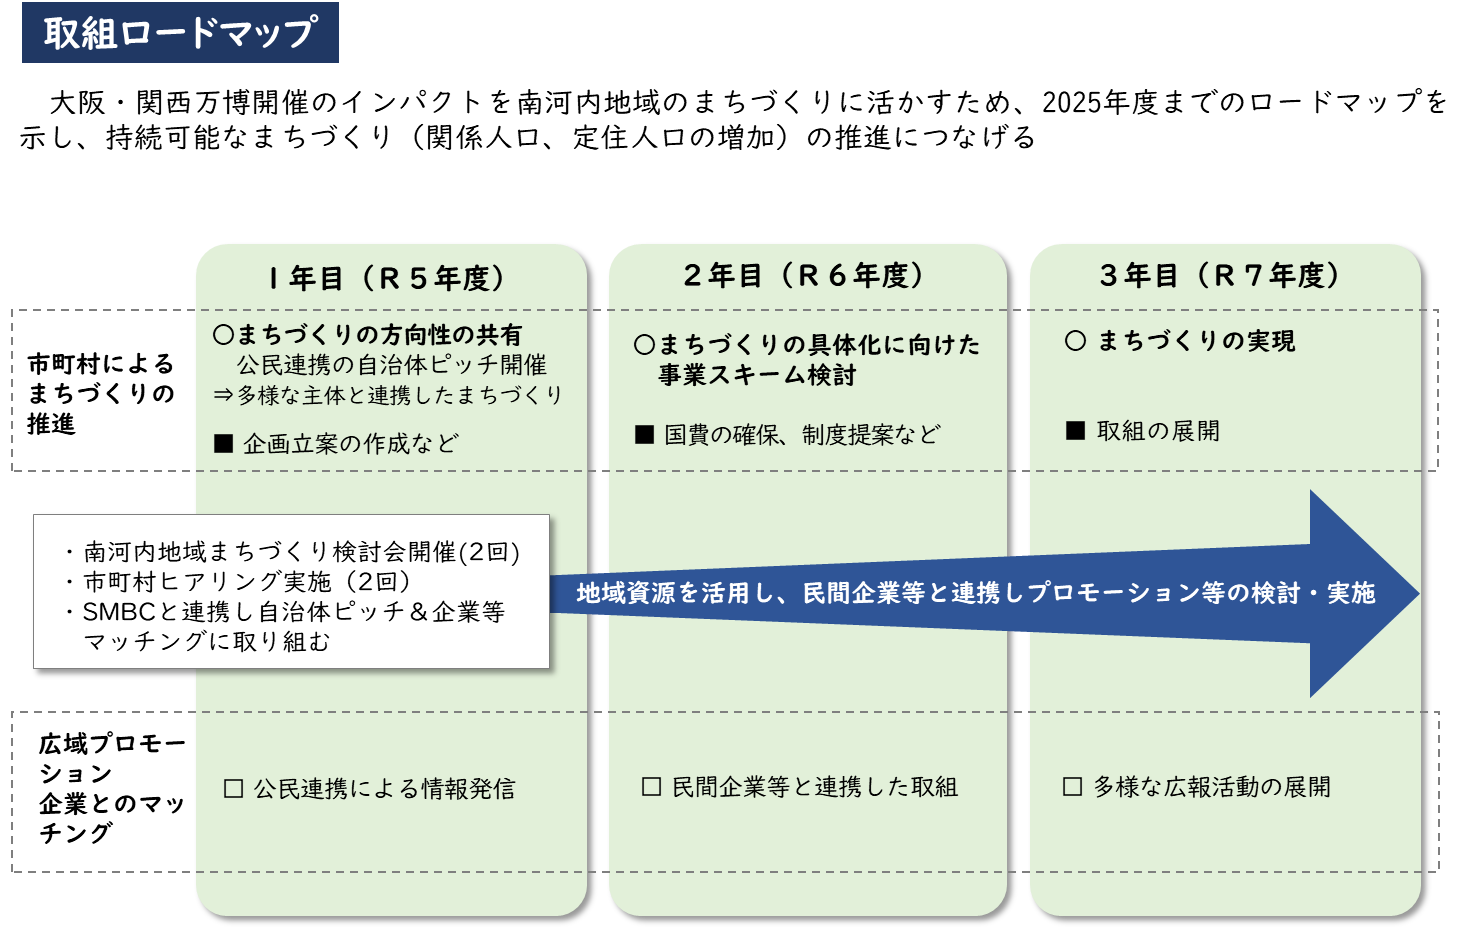 取組ロードマップ
大阪・関西万博開催のインパクトを南河内地域のまちづくりに活かすため、2025年度までのロードマップを
示し、持続可能なまちづくり（関係人口、定住人口の増加）の推進につなげる
１年目（Ｒ５年度）
２年目（Ｒ６年度）
３年目（Ｒ７年度）
市町村による
まちづくりの
推進
〇まちづくりの方向性の共有
公民連携の自治体ピッチ開催
⇒多様な主体と連携したまちづくり
■ 企画立案の作成など
〇まちづくりの具体化に向けた
事業スキーム検討
■ 国費の確保、制度提案など
〇 まちづくりの実現
■ 取組の展開
・南河内地域まちづくり検討会開催(２回)
・市町村ヒアリング実施（２回）
・SMBCと連携し自治体ピッチ＆企業等
マッチングに取り組む
地域資源を活用し、民間企業等と連携しプロモーション等の検討・実施
広域プロモー
ション
企業とのマッ
チング
□ 公民連携による情報発信
□ 民間企業等と連携した取組
□ 多様な広報活動の展開